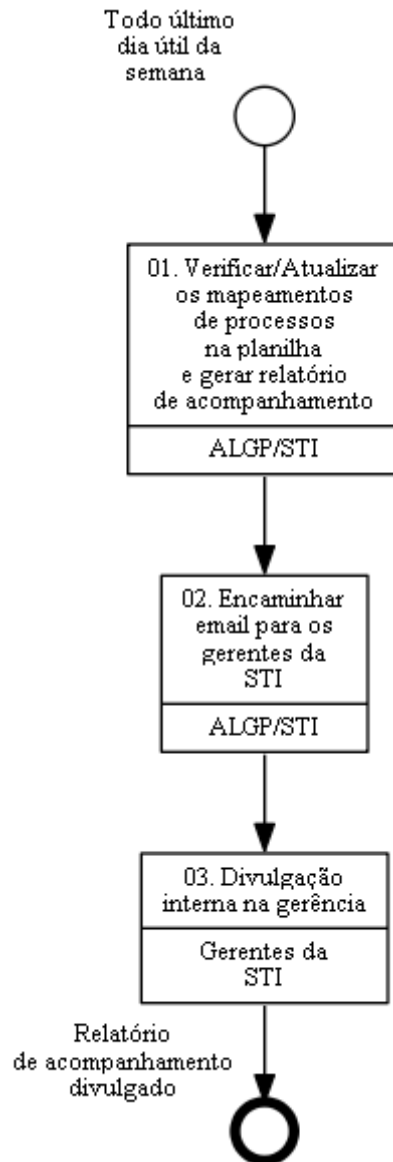 Todo último
dia útil da
semana
01. Verificar/Atualizar
os mapeamentos
de processos
na planilha
e gerar relatório
de acompanhamento
ALGP/STI
02. Encaminhar
email para os
gerentes da
STI
ALGP/STI
03. Divulgação
interna na gerência
Gerentes da
STI
Relatório
de acompanhamento
divulgado